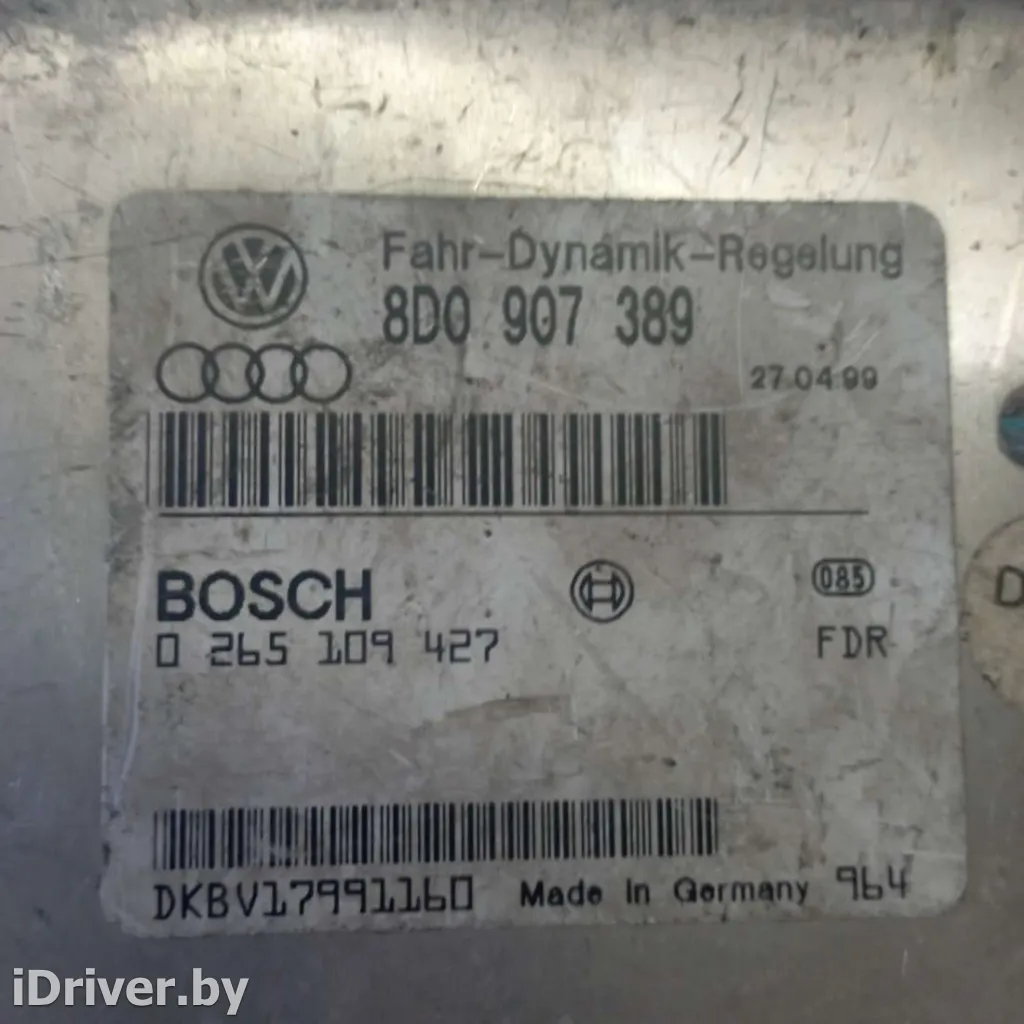 Fahr-Dynamik-Regelung
8D0 907 389
27 04 99
BOSCH
085
0 265 109 427
FDR
D
DKBV17991160 Made in Germany 964
iDriver.by